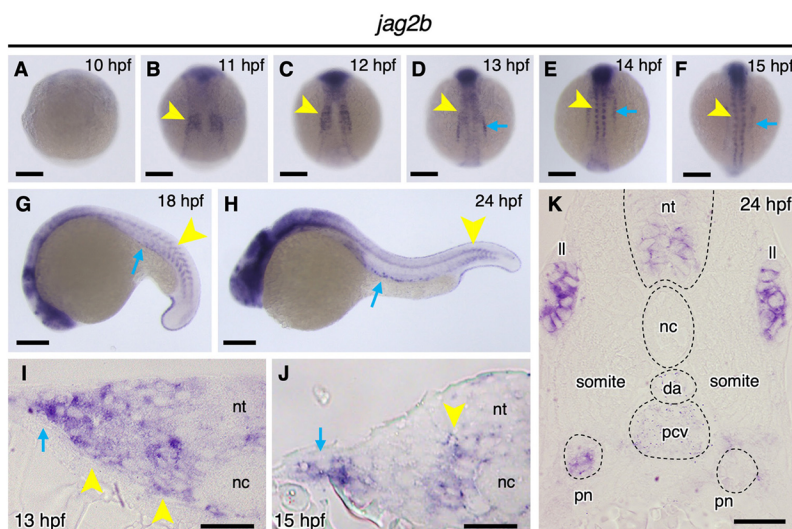 jag2b
A 10 hpf B 11 hpf C 12 hpf D 13 hpf E 14 hpf F 15 hpf
G 18 hpf H 24 hpf K nt 24 hpf
ll ll
nc
somite da somite
pcv
pn pn
I nt nc 13 hpf
J nt nc 15 hpf